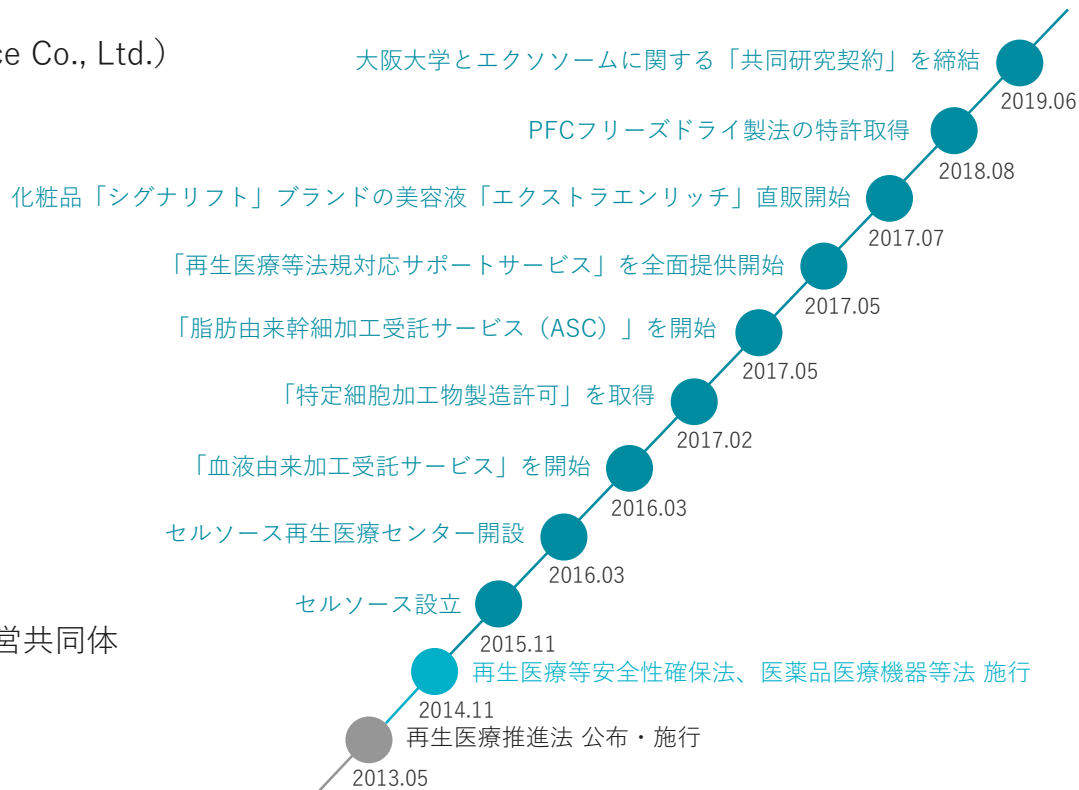 ce Co., Ltd.）
大阪大学とエクソソームに関する「共同研究契約」を締結
2019.06
PFCフリーズドライ製法の特許取得
2018.08
化粧品「シグナリフト」ブランドの美容液「エクストラエンリッチ」直販開始
2017.07
「再生医療等法規対応サポートサービス」を全面提供開始
2017.05
「脂肪由来幹細加工受託サービス（ASC）」を開始
2017.05
「特定細胞加工物製造許可」を取得
2017.02
「血液由来加工受託サービス」を開始
2016.03
セルソース再生医療センター開設
2016.03
セルソース設立
2015.11
営共同体
再生医療等安全性確保法、医薬品医療機器等法 施行
2014.11
再生医療推進法 公布・施行
2013.05